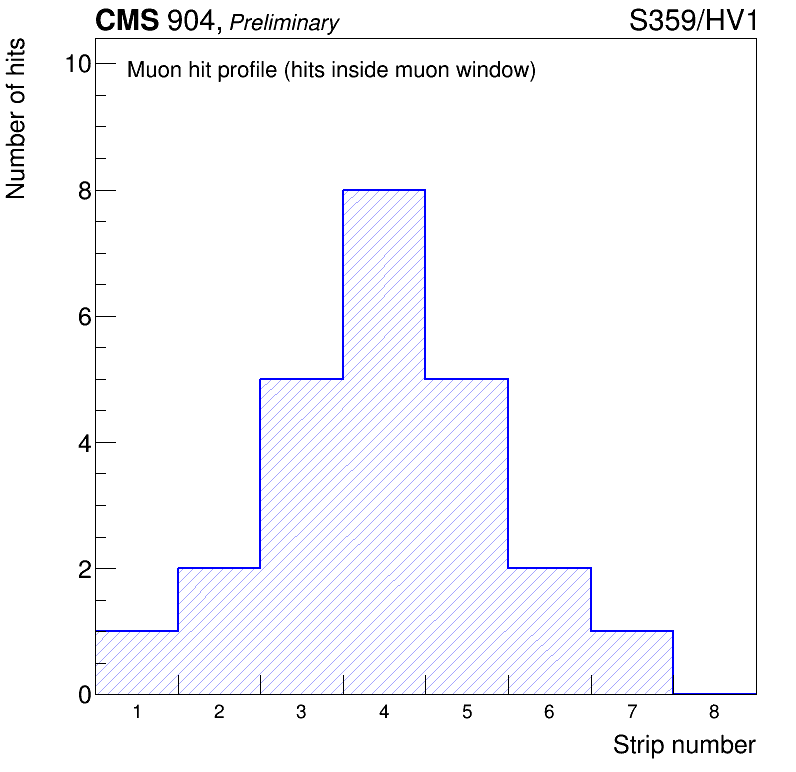 CMS 904, Preliminary S359/HV1
Number of hits
Muon hit profile (hits inside muon window)
10
8
6
4
2
0
1 2 3 4 5 6 7 8
Strip number